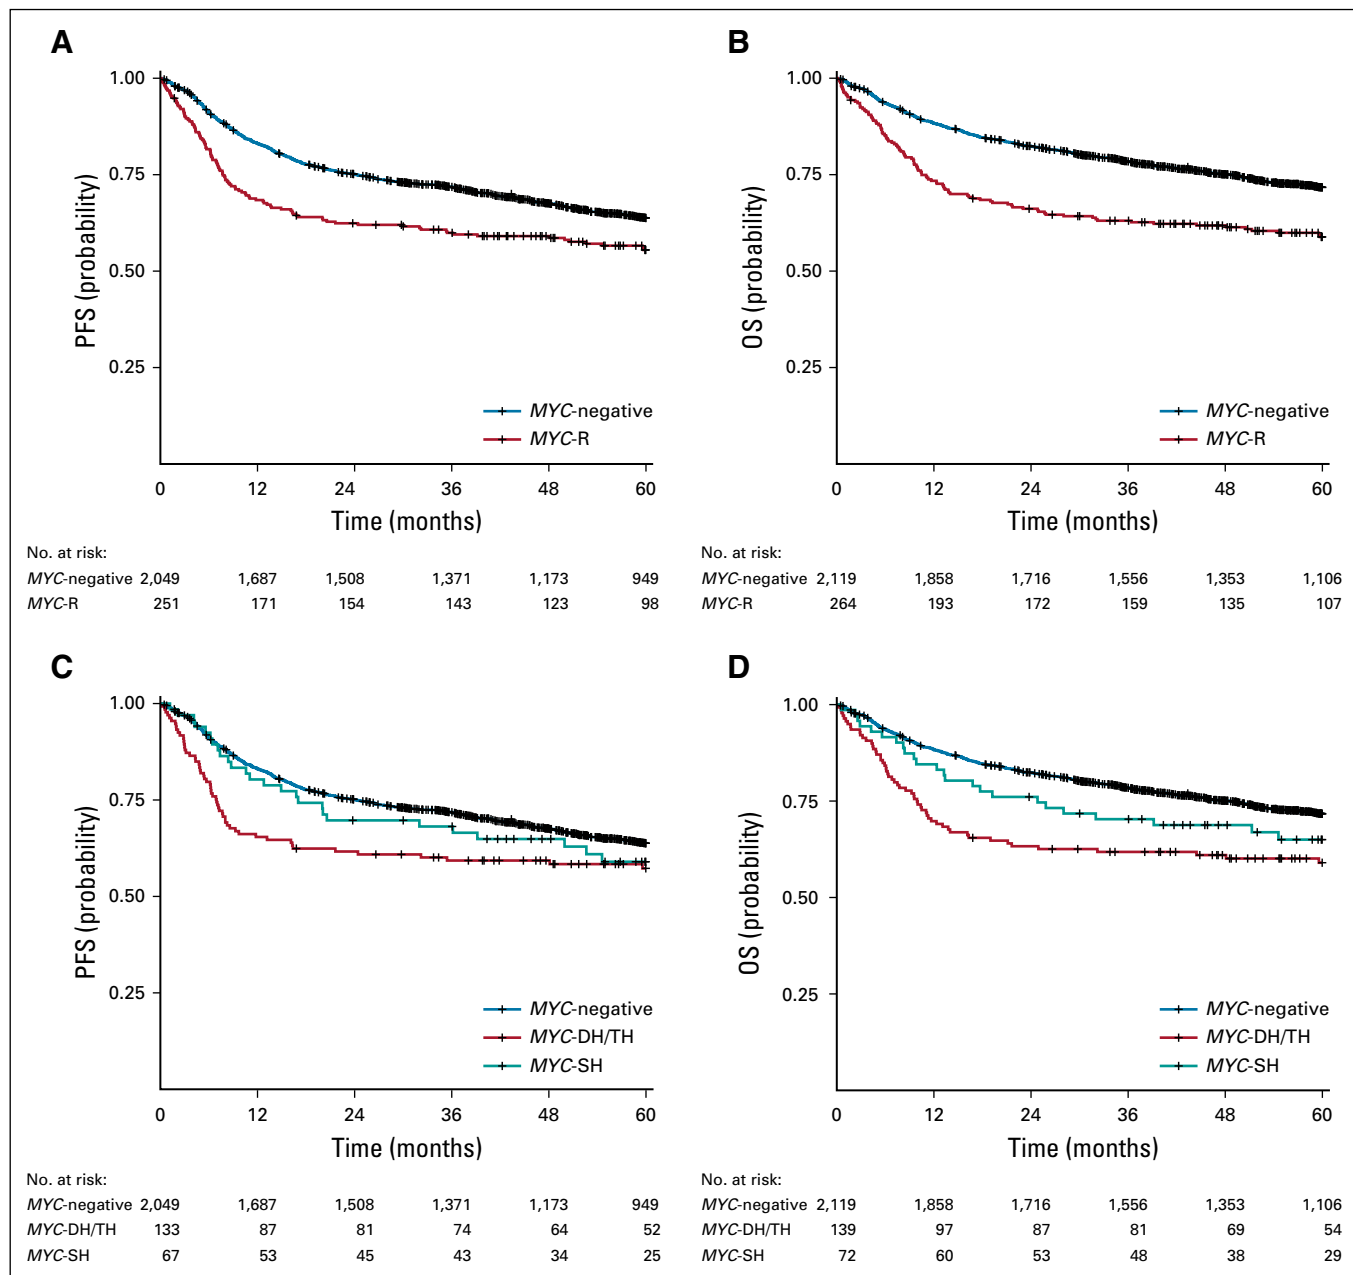 A
PFS (probability)
1.00
0.75
0.50
0.25
MYC-negative
MYC-R
0 12 24 36 48 60
Time (months)
No. at risk:
MYC-negative 2,049 1,687 1,508 1,371 1,173 949
MYC-R 251 171 154 143 123 98
B
OS (probability)
1.00
0.75
0.50
0.25
MYC-negative
MYC-R
0 12 24 36 48 60
Time (months)
No. at risk:
MYC-negative 2,119 1,858 1,716 1,556 1,353 1,106
MYC-R 264 193 172 159 135 107
C
PFS (probability)
1.00
0.75
0.50
0.25
MYC-negative
MYC-DH/TH
MYC-SH
0 12 24 36 48 60
Time (months)
No. at risk:
MYC-negative 2,049 1,687 1,508 1,371 1,173 949
MYC-DH/TH 133 87 81 74 64 52
MYC-SH 67 53 45 43 34 25
D
OS (probability)
1.00
0.75
0.50
0.25
MYC-negative
MYC-DH/TH
MYC-SH
0 12 24 36 48 60
Time (months)
No. at risk:
MYC-negative 2,119 1,858 1,716 1,556 1,353 1,106
MYC-DH/TH 139 97 87 81 69 54
MYC-SH 72 60 53 48 38 29